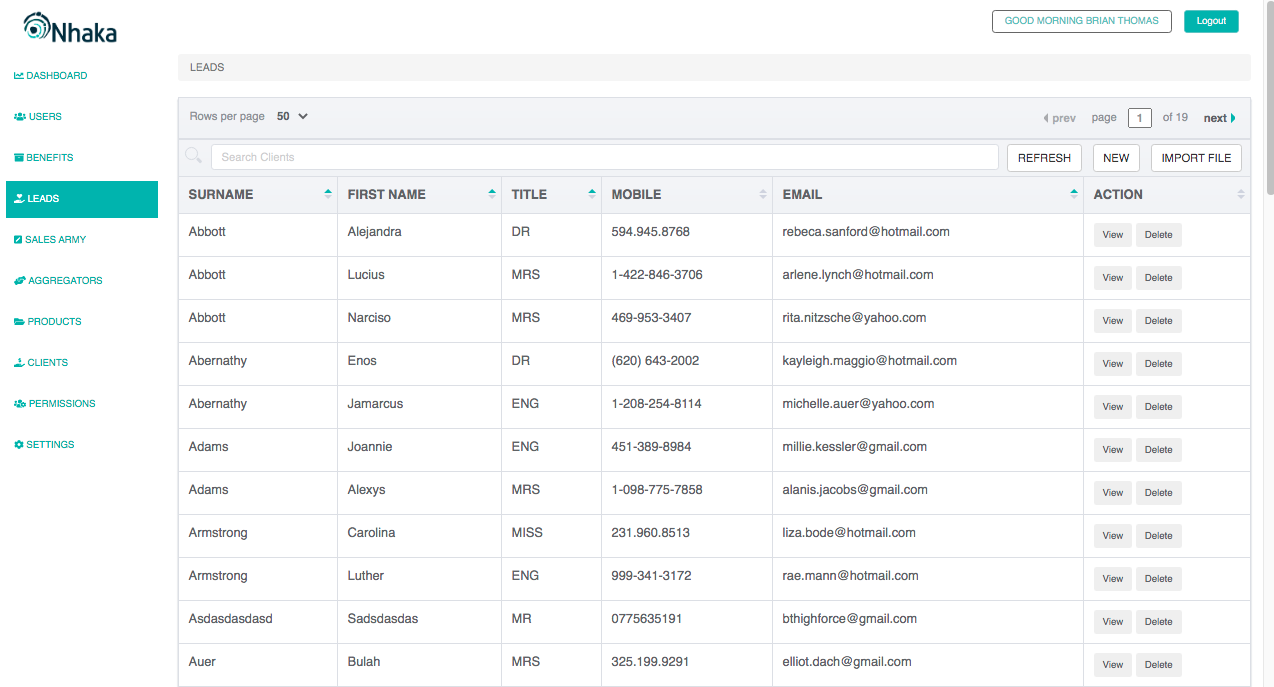 Nhaka
GOOD MORNING BRIAN THOMAS Logout
DASHBOARD
USERS
BENEFITS
LEADS
SALES ARMY
AGGREGATORS
PRODUCTS
CLIENTS
PERMISSIONS
SETTINGS
LEADS
Rows per page 50 prev page 1 of 19 next
Search Clients REFRESH NEW IMPORT FILE
SURNAME FIRST NAME TITLE MOBILE EMAIL ACTION
Abbott Alejandra DR 594.945.8768 rebeca.sanford@hotmail.com View Delete
Abbott Lucius MRS 1-422-846-3706 arlene.lynch@hotmail.com View Delete
Abbott Narciso MRS 469-953-3407 rita.nitzsche@yahoo.com View Delete
Abernathy Enos DR (620) 643-2002 kayleigh.maggio@hotmail.com View Delete
Abernathy Jamarcus ENG 1-208-254-8114 michelle.auer@yahoo.com View Delete
Adams Joannie ENG 451-389-8984 millie.kessler@gmail.com View Delete
Adams Alexys MRS 1-098-775-7858 alanis.jacobs@gmail.com View Delete
Armstrong Carolina MISS 231.960.8513 liza.bode@hotmail.com View Delete
Armstrong Luther ENG 999-341-3172 rae.mann@hotmail.com View Delete
Asdasdasdasd Sadsdasdas MR 0775635191 bthighforce@gmail.com View Delete
Auer Bulah MRS 325.199.9291 elliot.dach@gmail.com View Delete